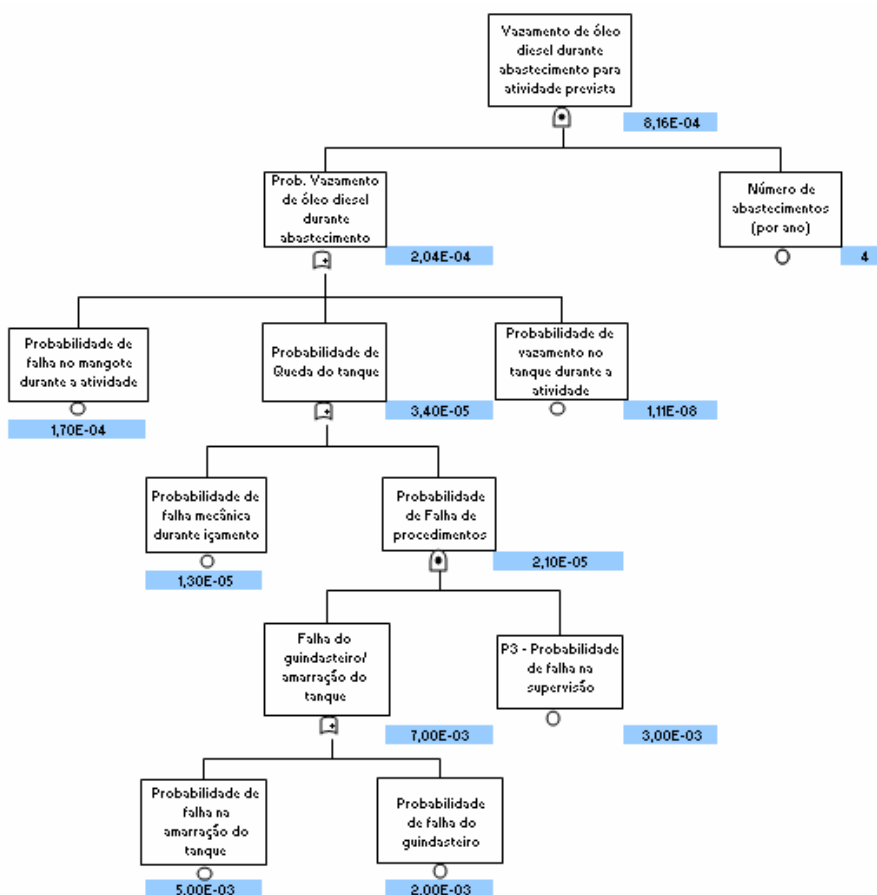 Vazamento de óleo
diesel durante
abastecimento para
atividade prevista
8,16E-04
Prob. Vazamento
de óleo diesel
durante
abastecimento
2,04E-04
Número de
abastecimentos
(por ano)
4
Probabilidade de
falha no mangote
durante a atividade
1,70E-04
Probabilidade de
Queda do tanque
3,40E-05
Probabilidade de
vazamento no
tanque durante a
atividade
1,11E-08
Probabilidade de
falha mecânica
durante içamento
1,30E-05
Probabilidade
de Falha de
procedimentos
2,10E-05
Falha do
guindasteiro/
amarração do
tanque
7,00E-03
P3 - Probabilidade
de falha na
supervisão
3,00E-03
Probabilidade de
falha na
amarração do
tanque
5,00E-03
Probabilidade
de falha do
guindasteiro
2,00E-03